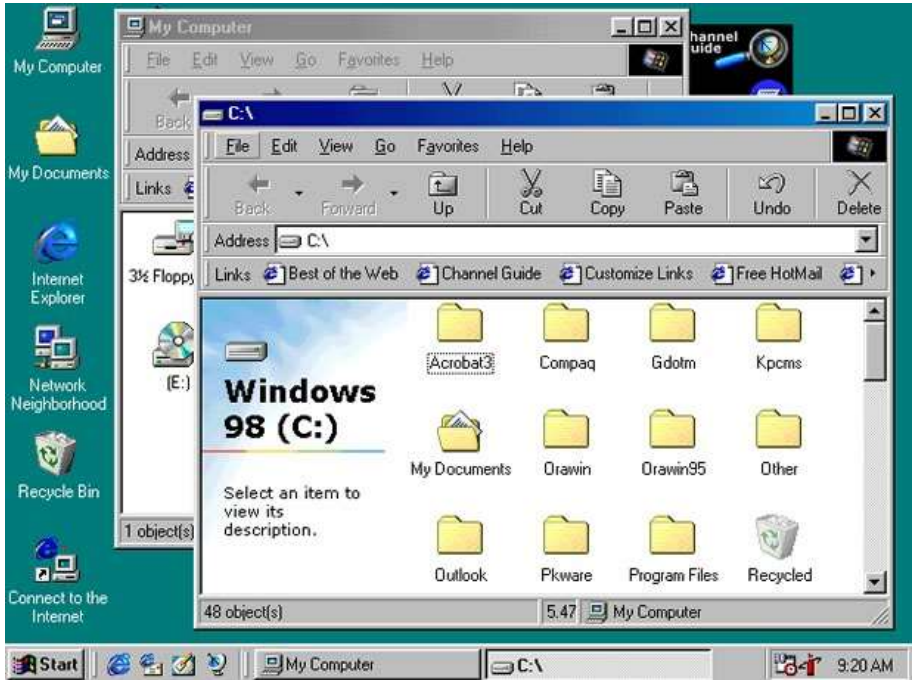 My Computer
My Documents
Internet
Explorer
Network
Neighborhood
Recycle Bin
Connect to the
Internet
My Computer
File Edit View Go Favorites Help
Back
Address
Links
3½ Floppy
(E:)
1 object(s)
C:\
File Edit View Go Favorites Help
Back Forward Up Cut Copy Paste Undo Delete
Address C:\
Links Best of the Web Channel Guide Customize Links Free HotMail
Windows
98 (C:)
Select an item to
view its
description.
Acrobat3 Compaq Gdotm Kpcms
My Documents Orawin Orawin95 Other
Outlook Pkware Program Files Recycled
48 object(s) 5.47 My Computer
Start My Computer C:\ 9:20 AM